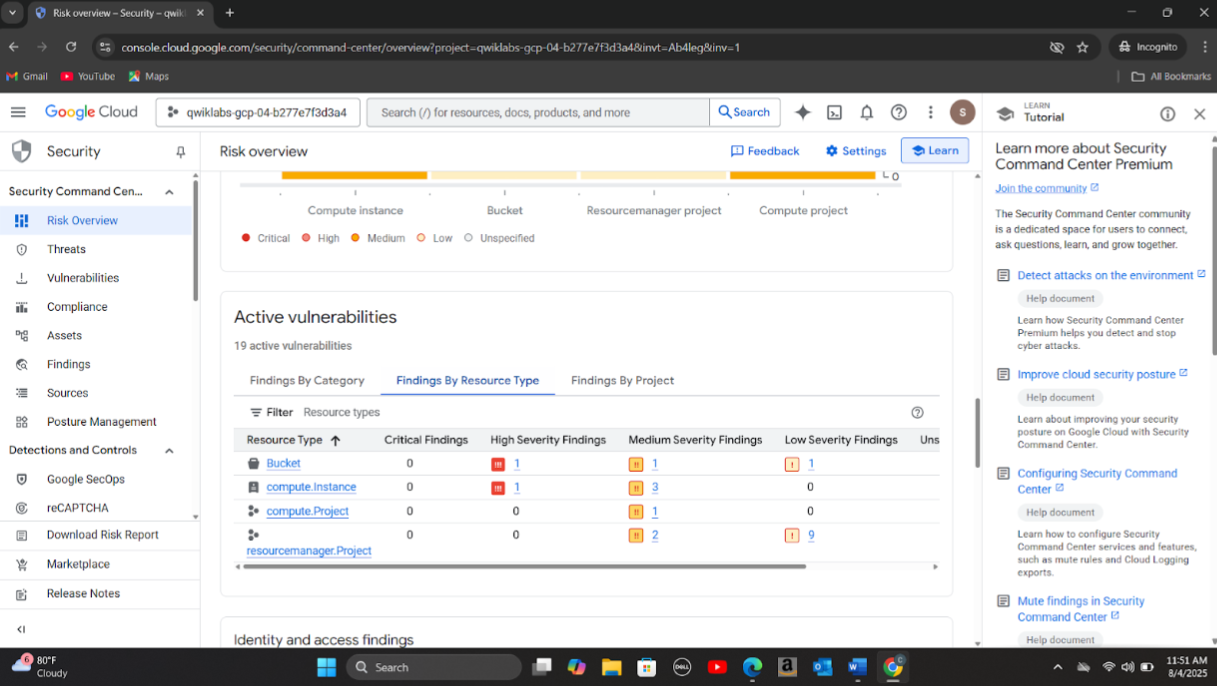 Risk overview – Security – qwik
console.cloud.google.com/security/command-center/overview?project=qwiklabs-gcp-04-b277e7f3d3a4&invt=Ab4leg&inv=1
Incognito
Gmail
YouTube
Maps
All Bookmarks
Google Cloud
qwiklabs-gcp-04-b277e7f3d3a4
Search (/) for resources, docs, products, and more
Search
S
LEARN
Tutorial
Security
Risk overview
Feedback
Settings
Learn
Security Command Cen...
Risk Overview
Threats
Vulnerabilities
Compliance
Assets
Findings
Sources
Posture Management
Detections and Controls
Google SecOps
reCAPTCHA
Download Risk Report
Marketplace
Release Notes
0
Compute instance
Bucket
Resourcemanager project
Compute project
Critical
High
Medium
Low
Unspecified
Active vulnerabilities
19 active vulnerabilities
Findings By Category
Findings By Resource Type
Findings By Project
Filter Resource types
Resource Type Critical Findings High Severity Findings Medium Severity Findings Low Severity Findings Uns
Bucket 0 !!! 1 !! 1 ! 1
compute.Instance 0 !!! 1 !! 3 0
compute.Project 0 0 !! 1 0
resourcemanager.Project 0 0 !! 2 ! 9
Identity and access findings
Learn more about Security
Command Center Premium
Join the community
The Security Command Center community
is a dedicated space for users to connect,
ask questions, learn, and grow together.
Detect attacks on the environment
Help document
Learn how Security Command Center
Premium helps you detect and stop
cyber attacks.
Improve cloud security posture
Help document
Learn about improving your security
posture on Google Cloud with Security
Command Center.
Configuring Security Command
Center
Help document
Learn how to configure Security
Command Center services and features,
such as mute rules and Cloud Logging
exports.
Mute findings in Security
Command Center
Help document
6
80°F
Cloudy
Search
DELL
a
C
11:51 AM
8/4/2025